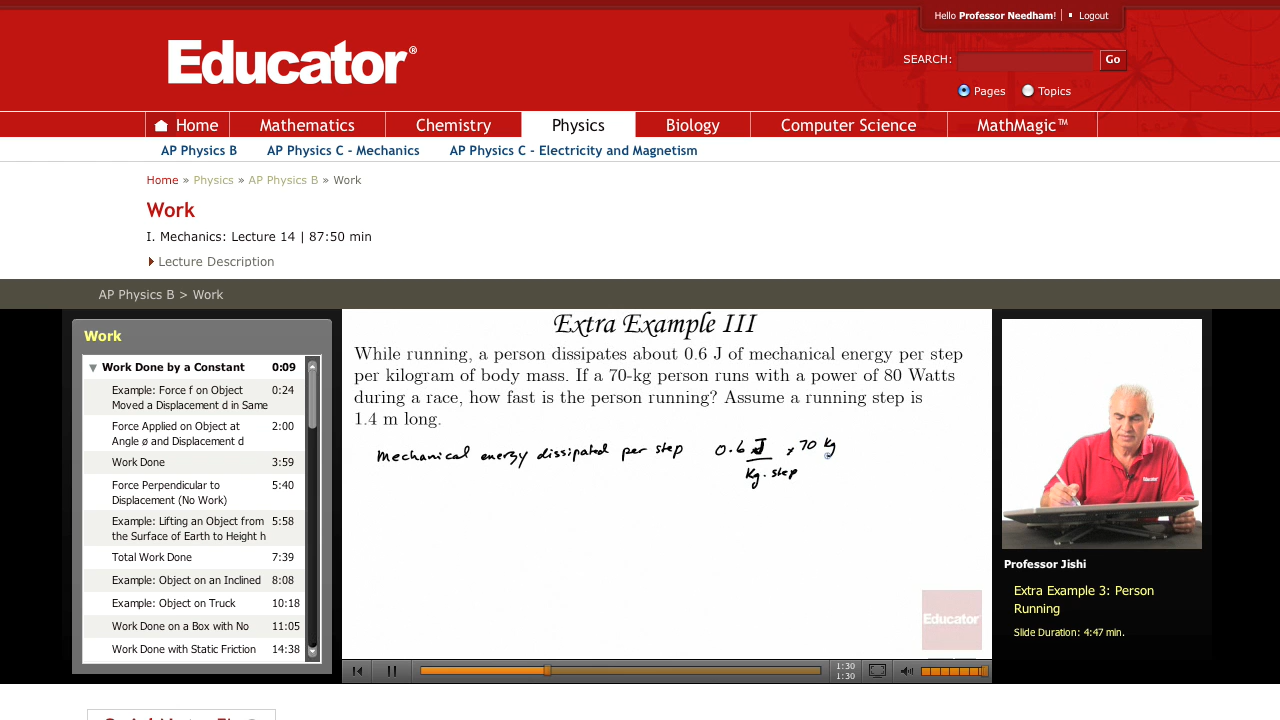 Hello Professor Needham! Logout
Educator®
SEARCH: Go
Pages Topics
Home Mathematics Chemistry Physics Biology Computer Science MathMagic™
AP Physics B AP Physics C - Mechanics AP Physics C - Electricity and Magnetism
Home » Physics » AP Physics B » Work
Work
I. Mechanics: Lecture 14 | 87:50 min
Lecture Description
AP Physics B > Work
Work
Work Done by a Constant 0:09
Example: Force f on Object 0:24
Moved a Displacement d in Same
Force Applied on Object at 2:00
Angle ø and Displacement d
Work Done 3:59
Force Perpendicular to 5:40
Displacement (No Work)
Example: Lifting an Object from 5:58
the Surface of Earth to Height h
Total Work Done 7:39
Example: Object on an Inclined 8:08
Example: Object on Truck 10:18
Work Done on a Box with No 11:05
Work Done with Static Friction 14:38
Extra Example III
While running, a person dissipates about 0.6 J of mechanical energy per step
per kilogram of body mass. If a 70-kg person runs with a power of 80 Watts
during a race, how fast is the person running? Assume a running step is
1.4 m long.
Mechanical energy dissipated per step 0.6 J x 70 kg
kg. step
Educator
1:30
1:30
Professor Jishi
Extra Example 3: Person
Running
Slide Duration: 4:47 min.